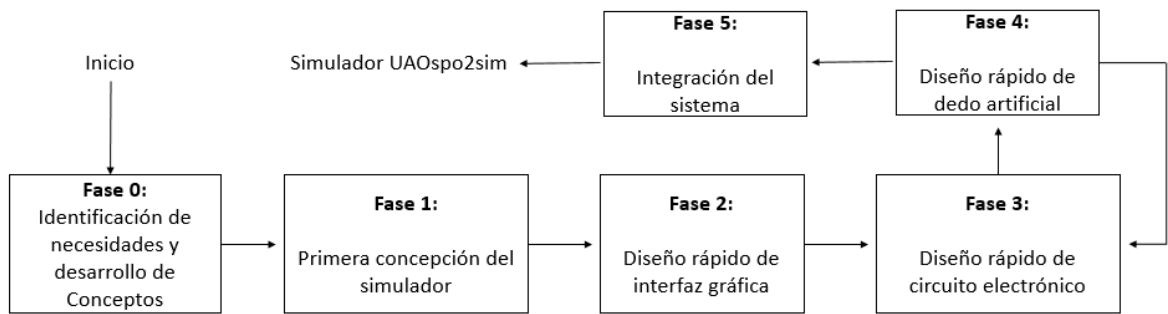 Inicio
Fase 0:
Identificación de
necesidades y
desarrollo de
Conceptos
Fase 1:
Primera concepción del
simulador
Fase 2:
Diseño rápido de
interfaz gráfica
Fase 3:
Diseño rápido de
circuito electrónico
Fase 4:
Diseño rápido de
dedo artificial
Fase 5:
Integración del
sistema
Simulador UAOspo2sim